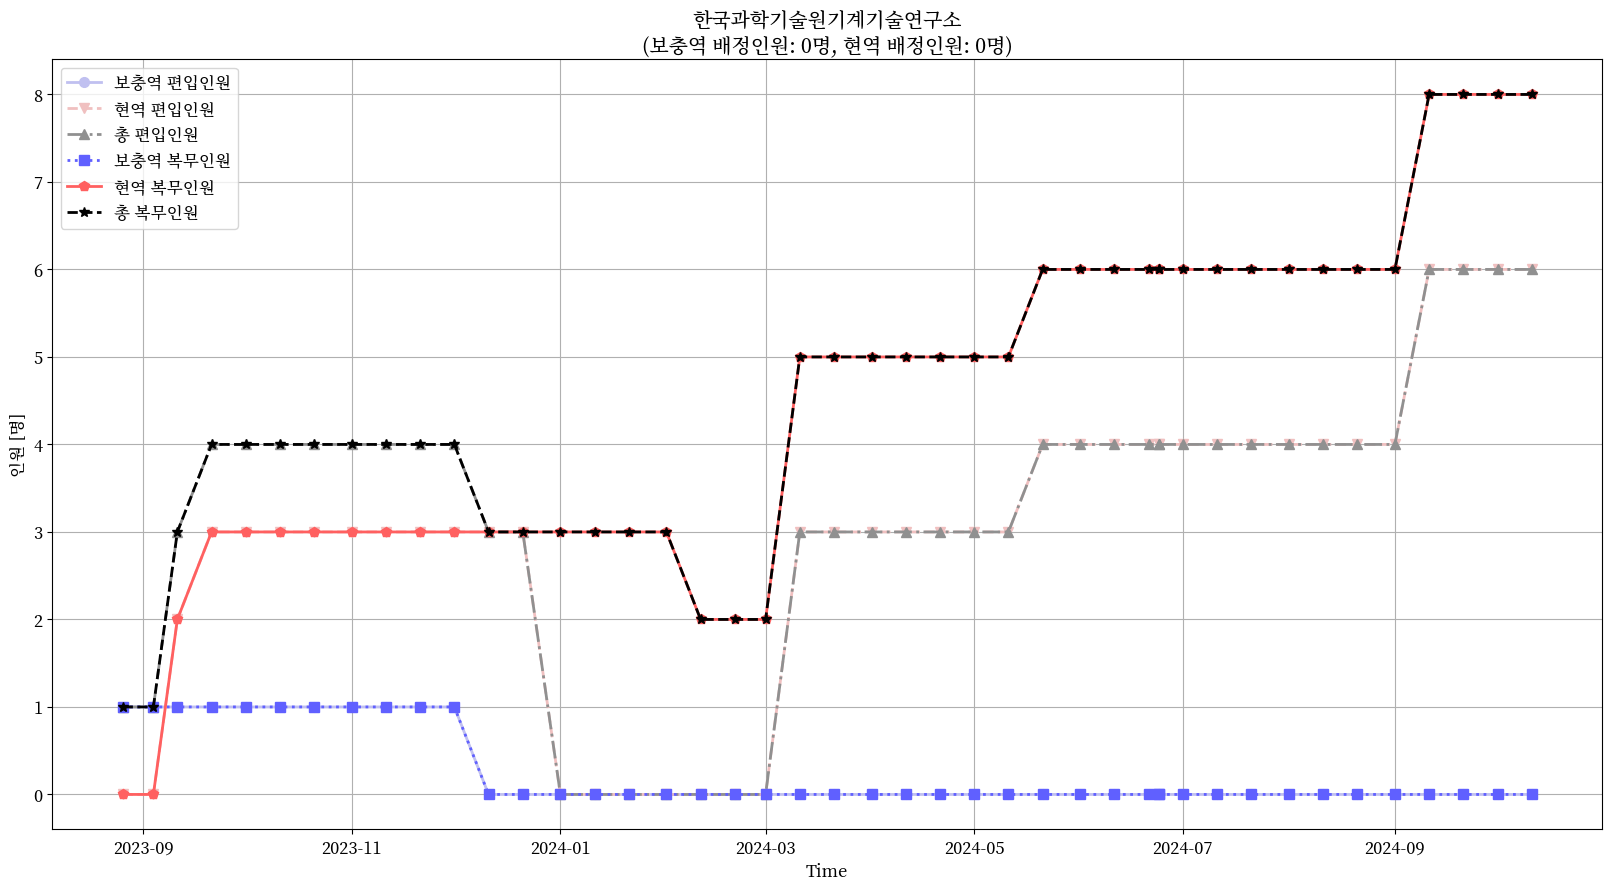 한국과학기술원기계기술연구소
(보충역 배정인원: 0명, 현역 배정인원: 0명)
보충역 편입인원
현역 편입인원
총 편입인원
보충역 복무인원
현역 복무인원
총 복무인원
8
7
6
5
4
3
2
1
0
인원 [명]
2023-09
2023-11
2024-01
2024-03
2024-05
2024-07
2024-09
Time